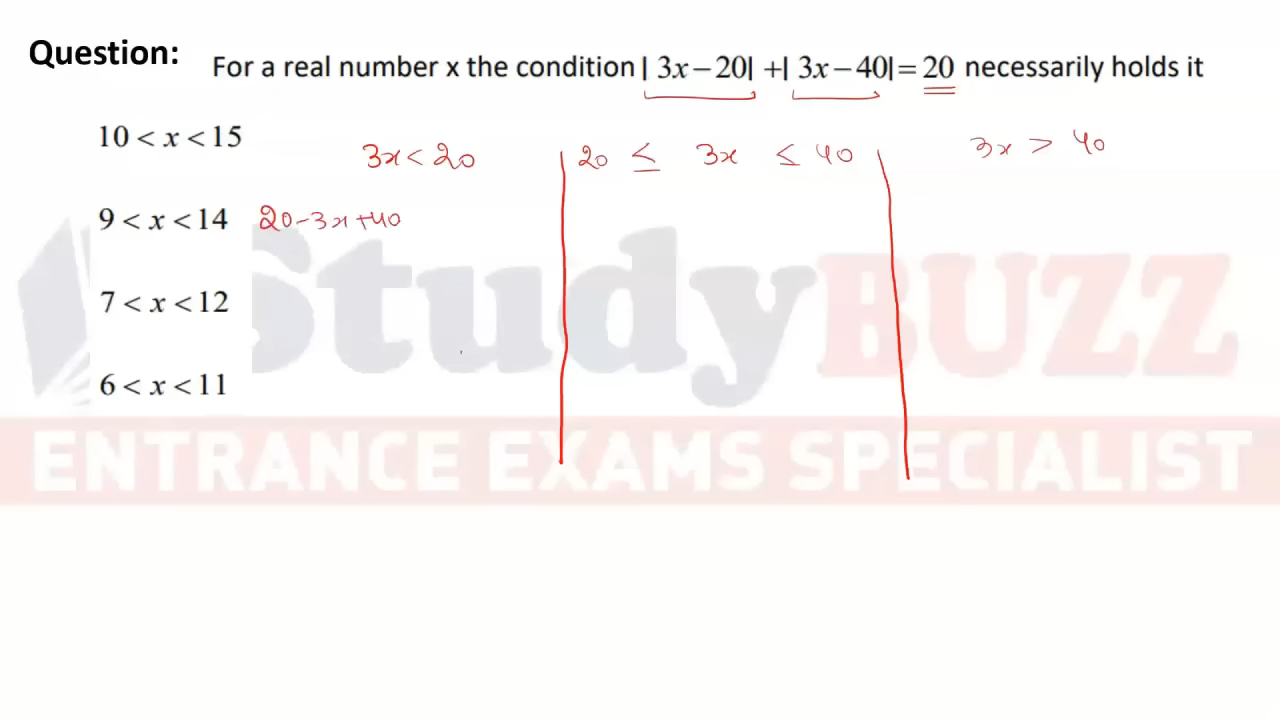 Question: For a real number x the condition | 3x − 20| +| 3x − 40| = 20 necessarily holds it
10 < x < 15
3x < 20
20 ≤ 3x ≤ 40
3x > 40
9 < x < 14
20 - 3x + 40
7 < x < 12
6 < x < 11
StudyBUZZ
ENTRANCE EXAMS SPECIALIST